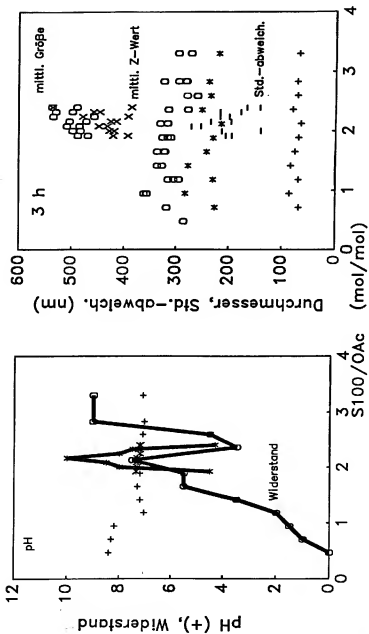 pH (+), Widerstand
12
10
8
6
4
2
0
pH
Widerstand
0
1
2
3
4
S100/OAc
Durchmesser, Std.-abweich. (nm)
600
500
400
300
200
100
0
3 h
mittl. Größe
mittl. Z-Wert
Std.-abweich.
0
1
2
3
4
(mol/mol)